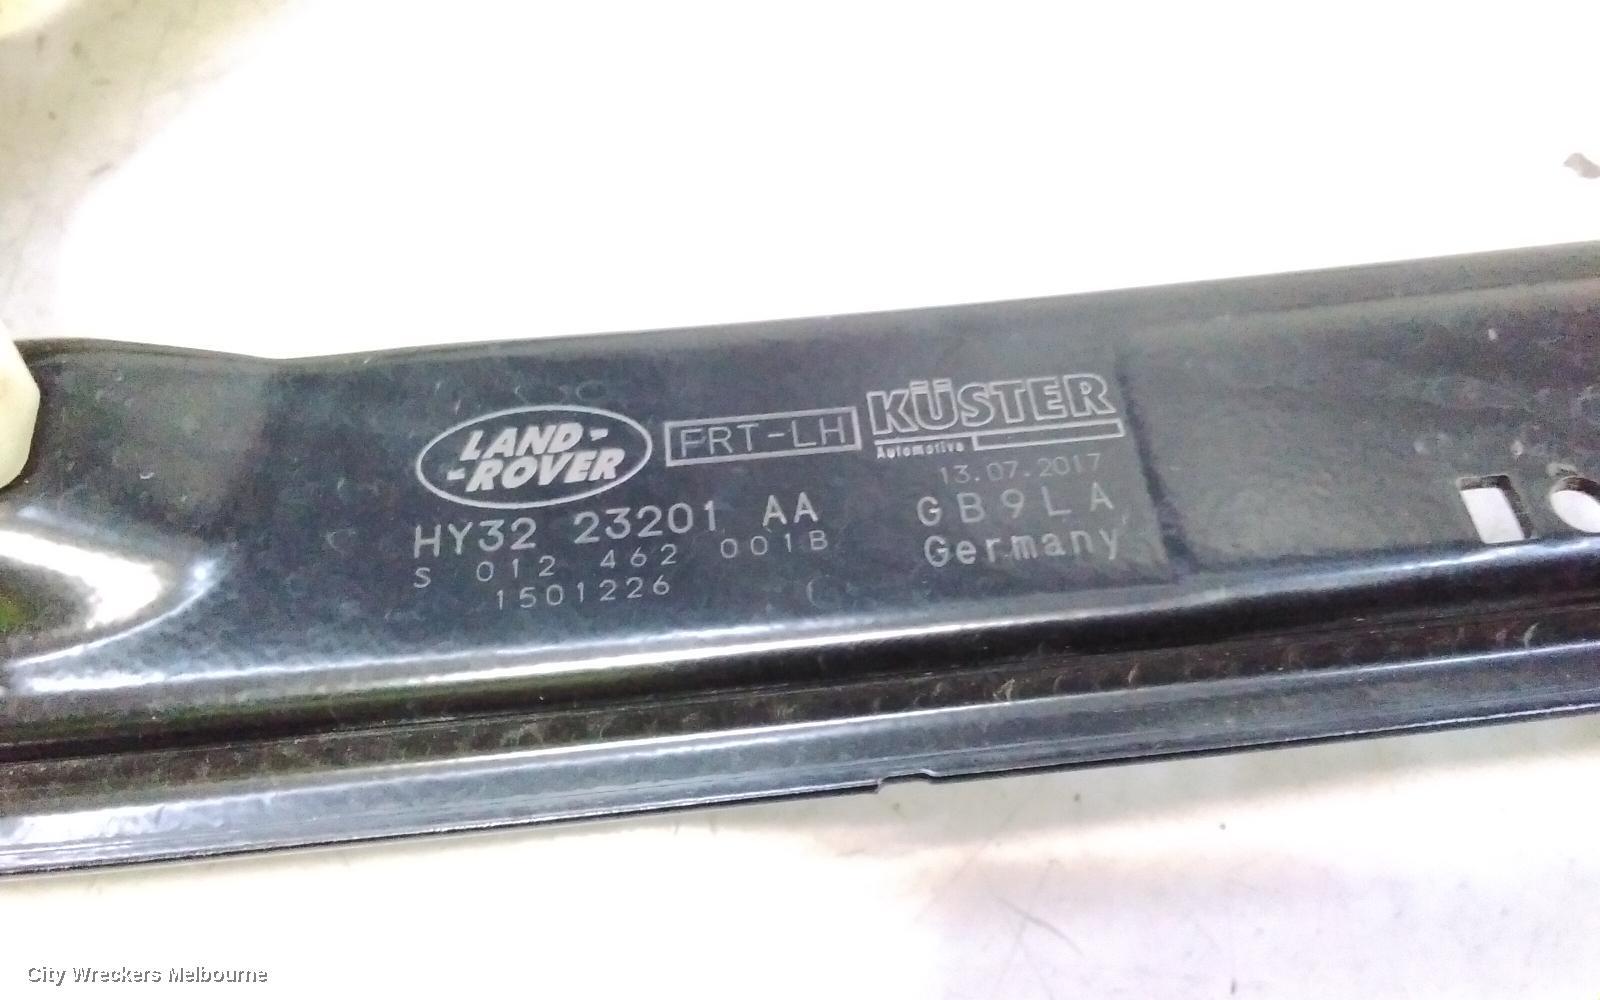 LAND-
-ROVER
FRT-LH
KÜSTER
Automotive
13.07.2017
HY32 23201 AA
GB9LA
S 012 462 001B
Germany
1501226
City Wreckers Melbourne